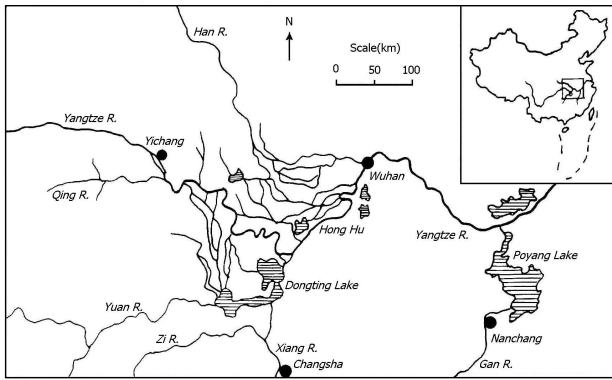 Han R.
N
Scale(km)
0 40 100
Yangtze R.
Yichang
Wuhan
Qing R.
Hong Hu
Yangtze R.
Poyang Lake
Dongting Lake
Yuan R.
Zi R.
Xiang R.
Nanchang
Changsha
Gan R.